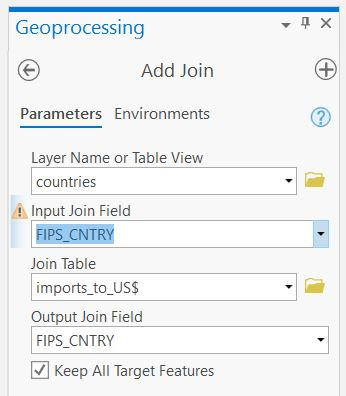 Geoprocessing
Add Join
Parameters Environments
Layer Name or Table View
countries
Input Join Field
FIPS_CNTRY
Join Table
imports_to_US$
Output Join Field
FIPS_CNTRY
Keep All Target Features